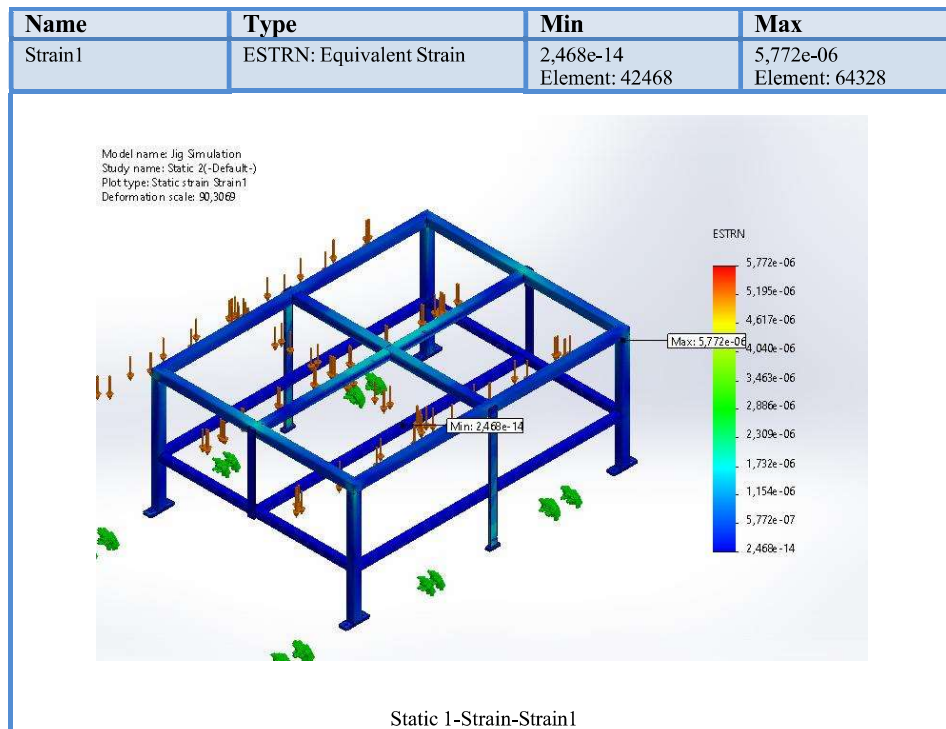 Name Type Min Max
Strain1 ESTRN: Equivalent Strain 2,468e-14 5,772e-06
Element: 42468 Element: 64328
Model name: Jig Simulation
Study name: Static 2(-Default-)
Plot type: Static strain Strain1
Deformation scale: 90,3069
ESTRN
5,772e-06
5,195e-06
4,617e-06
Max: 5,772e-06
4,040e-06
3,463e-06
2,886e-06
Min: 2,468e-14
2,309e-06
1,732e-06
1,154e-06
5,772e-07
2,468e-14
Static 1-Strain-Strain1